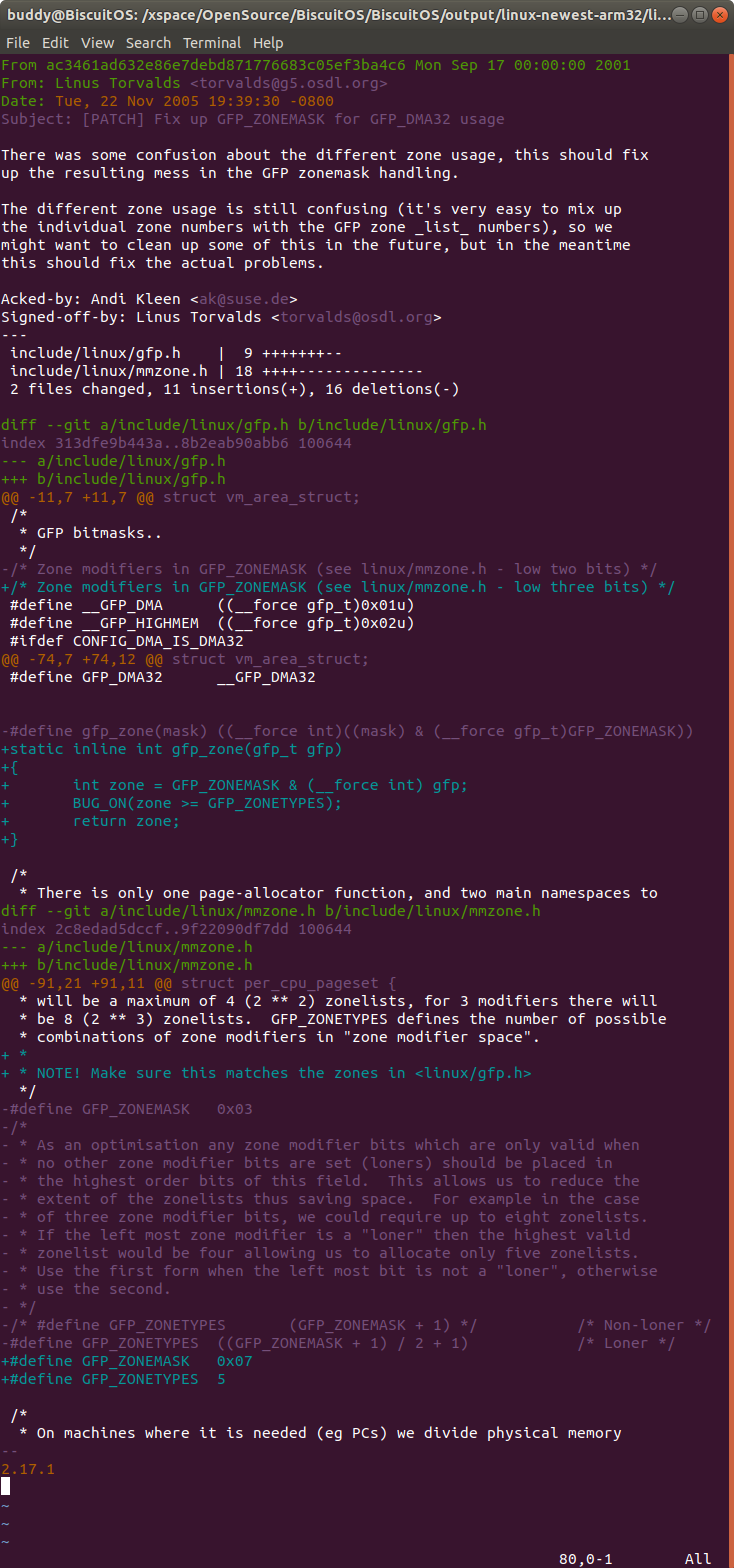 buddy@BiscuitOS: /xspace/OpenSource/BiscuitOS/BiscuitOS/output/linux-newest-arm32/li...
File Edit View Search Terminal Help
From ac3461ad632e86e7debd871776683c05ef3ba4c6 Mon Sep 17 00:00:00 2001
From: Linus Torvalds <torvalds@g5.osdl.org>
Date: Tue, 22 Nov 2005 19:39:30 -0800
Subject: [PATCH] Fix up GFP_ZONEMASK for GFP_DMA32 usage

There was some confusion about the different zone usage, this should fix
up the resulting mess in the GFP zonemask handling.

The different zone usage is still confusing (it's very easy to mix up
the individual zone numbers with the GFP zone _list_ numbers), so we
might want to clean up some of this in the future, but in the meantime
this should fix the actual problems.

Acked-by: Andi Kleen <ak@suse.de>
Signed-off-by: Linus Torvalds <torvalds@osdl.org>
---
 include/linux/gfp.h    |  9 +++++++--
 include/linux/mmzone.h | 18 ++++--------------
 2 files changed, 11 insertions(+), 16 deletions(-)

diff --git a/include/linux/gfp.h b/include/linux/gfp.h
index 313dfe9b443a..8b2eab90abb6 100644
--- a/include/linux/gfp.h
+++ b/include/linux/gfp.h
@@ -11,7 +11,7 @@ struct vm_area_struct;
 /*
  * GFP bitmasks..
  */
-/* Zone modifiers in GFP_ZONEMASK (see linux/mmzone.h - low two bits) */
+/* Zone modifiers in GFP_ZONEMASK (see linux/mmzone.h - low three bits) */
 #define __GFP_DMA      ((__force gfp_t)0x01u)
 #define __GFP_HIGHMEM  ((__force gfp_t)0x02u)
 #ifdef CONFIG_DMA_IS_DMA32
@@ -74,7 +74,12 @@ struct vm_area_struct;
 #define GFP_DMA32      __GFP_DMA32


-#define gfp_zone(mask) ((__force int)((mask) & (__force gfp_t)GFP_ZONEMASK))
+static inline int gfp_zone(gfp_t gfp)
+{
+      int zone = GFP_ZONEMASK & (__force int) gfp;
+      BUG_ON(zone >= GFP_ZONETYPES);
+      return zone;
+}

 /*
  * There is only one page-allocator function, and two main namespaces to
diff --git a/include/linux/mmzone.h b/include/linux/mmzone.h
index 2c8edad5dccf..9f22090df7dd 100644
--- a/include/linux/mmzone.h
+++ b/include/linux/mmzone.h
@@ -91,21 +91,11 @@ struct per_cpu_pageset {
  * will be a maximum of 4 (2 ** 2) zonelists, for 3 modifiers there will
  * be 8 (2 ** 3) zonelists.  GFP_ZONETYPES defines the number of possible
  * combinations of zone modifiers in "zone modifier space".
+ *
+ * NOTE! Make sure this matches the zones in <linux/gfp.h>
  */
-#define GFP_ZONEMASK   0x03
-/*
- * As an optimisation any zone modifier bits which are only valid when
- * no other zone modifier bits are set (loners) should be placed in
- * the highest order bits of this field.  This allows us to reduce the
- * extent of the zonelists thus saving space.  For example in the case
- * of three zone modifier bits, we could require up to eight zonelists.
- * If the left most zone modifier is a "loner" then the highest valid
- * zonelist would be four allowing us to allocate only five zonelists.
- * Use the first form when the left most bit is not a "loner", otherwise
- * use the second.
- */
-/* #define GFP_ZONETYPES       (GFP_ZONEMASK + 1) */           /* Non-loner */
-#define GFP_ZONETYPES  ((GFP_ZONEMASK + 1) / 2 + 1)            /* Loner */
+#define GFP_ZONEMASK   0x07
+#define GFP_ZONETYPES  5

 /*
  * On machines where it is needed (eg PCs) we divide physical memory
--
2.17.1

~
~
~
80,0-1        All